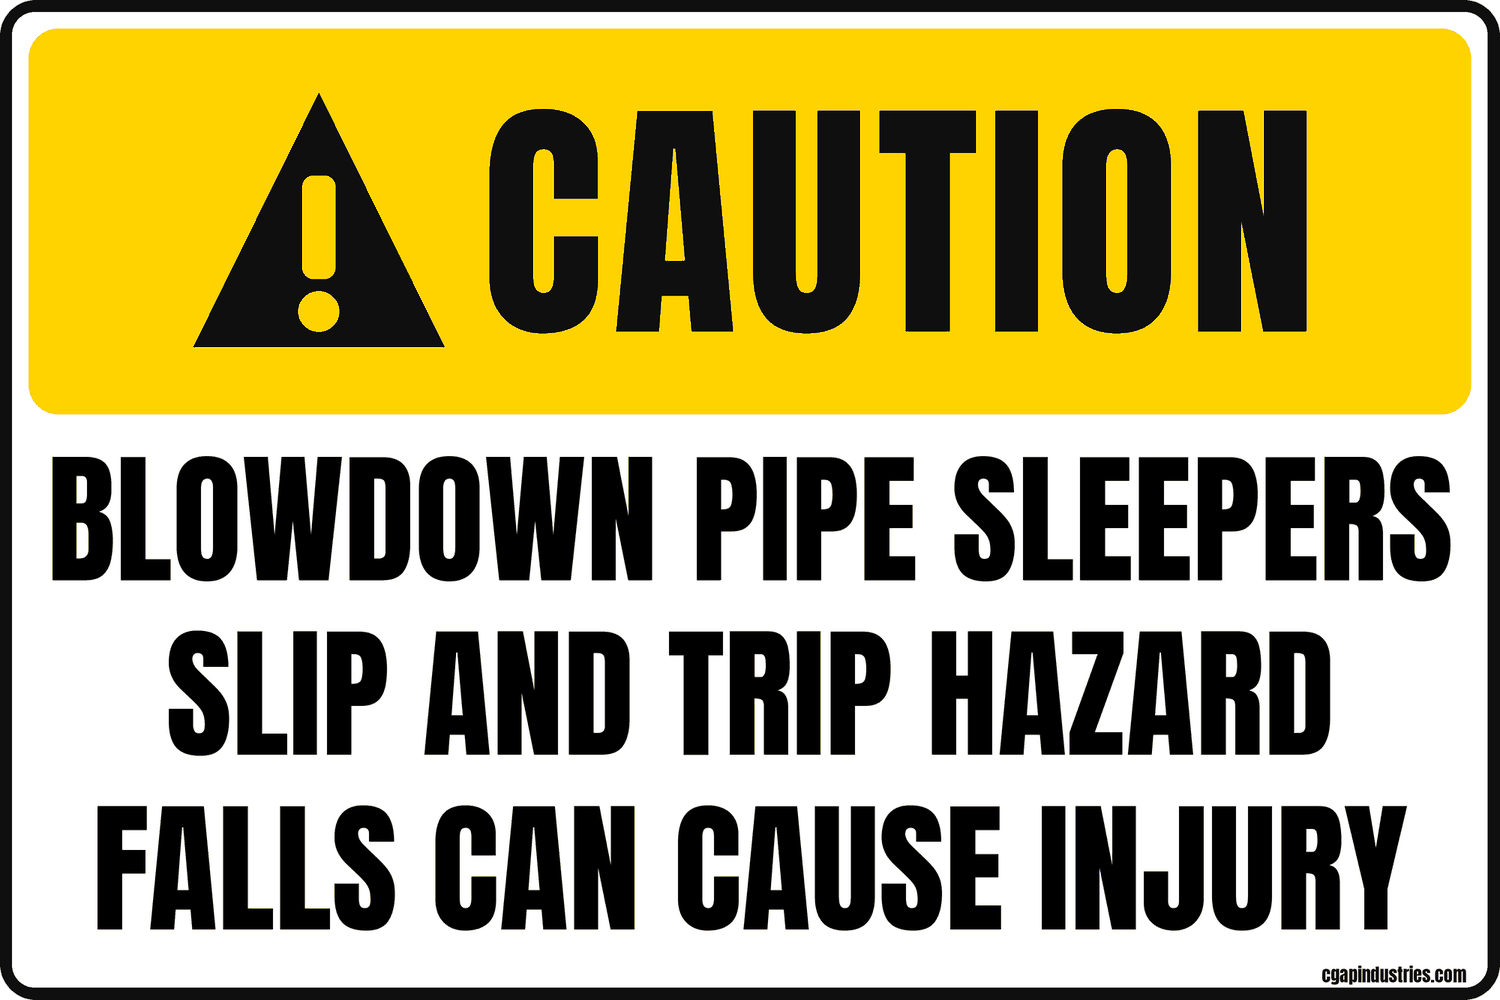 CAUTION
BLOWDOWN PIPE SLEEPERS
SLIP AND TRIP HAZARD
FALLS CAN CAUSE INJURY
cgapindustries.com